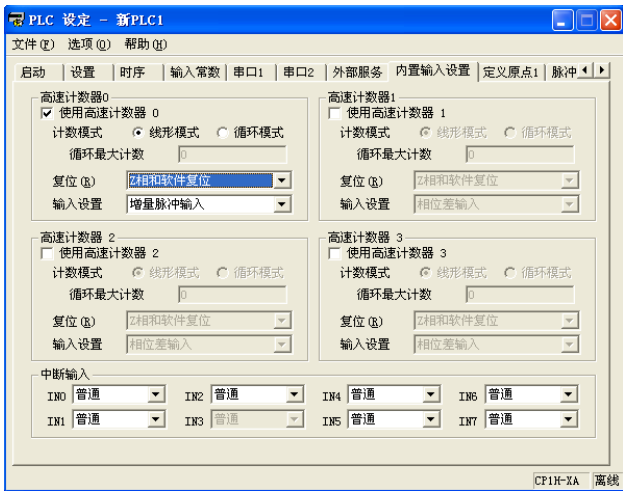 PLC 设定 - 新PLC1
文件(F) 选项(O) 帮助(H)
启动 设置 时序 输入常数 串口1 串口2 外部服务 内置输入设置 定义原点1 脉冲
高速计数器0
使用高速计数器 0
计数模式 线形模式 循环模式
循环最大计数 0
复位(R) Z相和软件复位
输入设置 增量脉冲输入
高速计数器1
使用高速计数器 1
计数模式 线形模式 循环模式
循环最大计数 0
复位(R) Z相和软件复位
输入设置 相位差输入
高速计数器 2
使用高速计数器 2
计数模式 线形模式 循环模式
循环最大计数 0
复位(R) Z相和软件复位
输入设置 相位差输入
高速计数器 3
使用高速计数器 3
计数模式 线形模式 循环模式
循环最大计数 0
复位(R) Z相和软件复位
输入设置 相位差输入
中断输入
IN0 普通 IN2 普通 IN4 普通 IN6 普通
IN1 普通 IN3 普通 IN5 普通 IN7 普通
CP1H-XA 离线